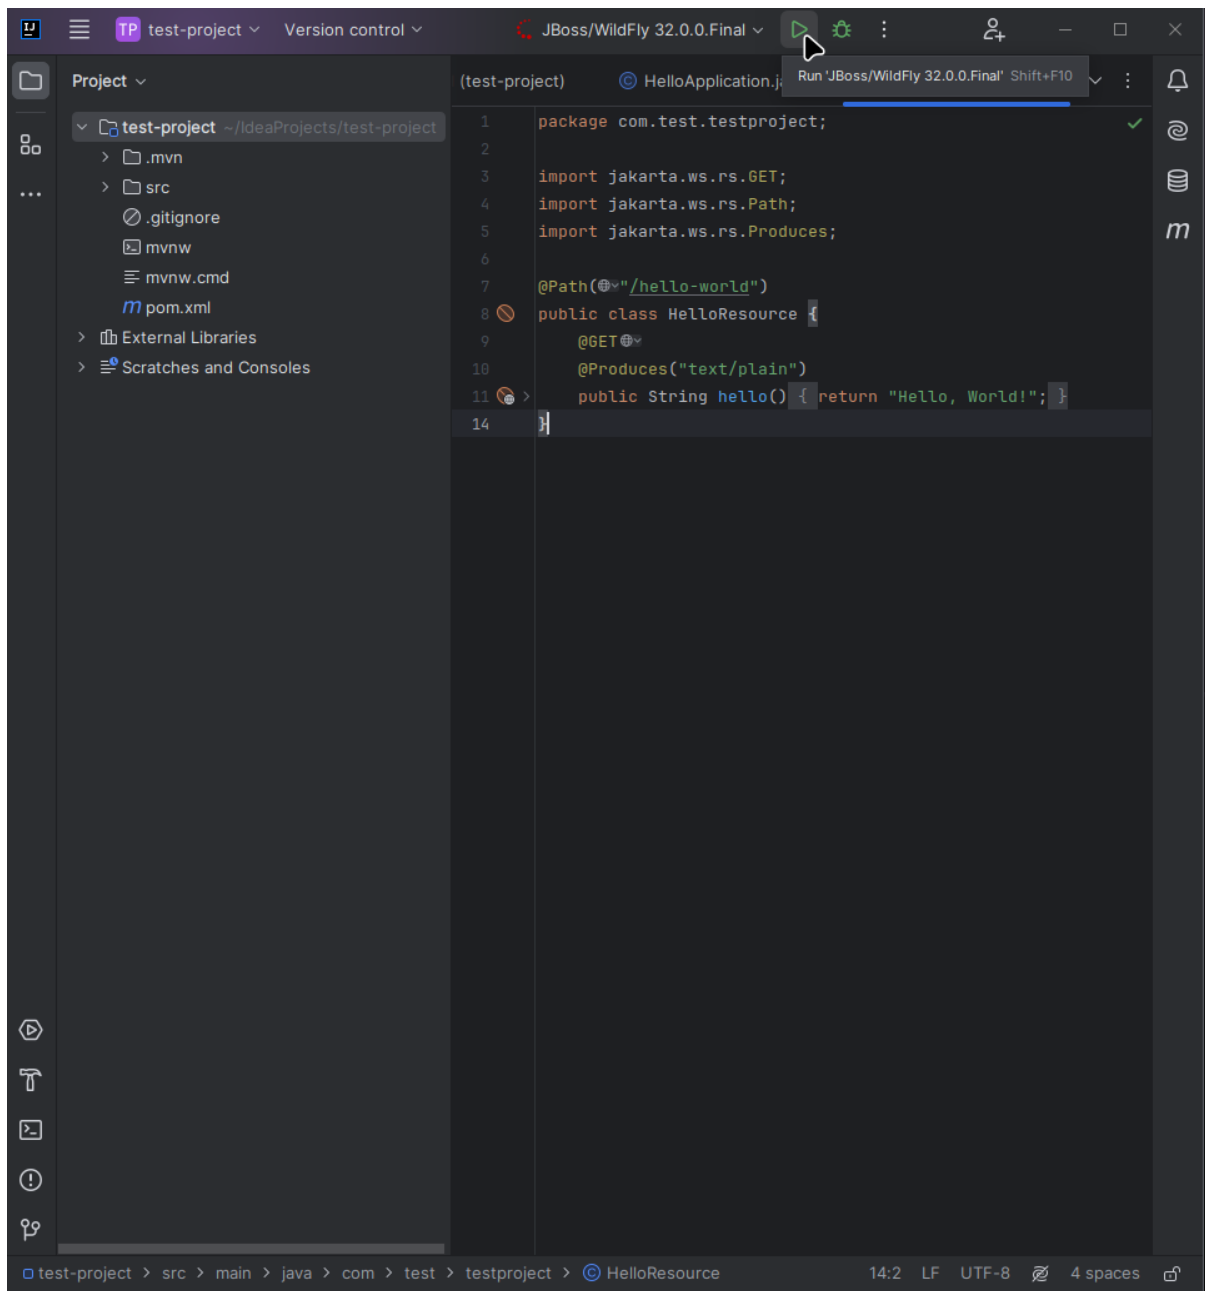 IJ TP test-project Version control JBoss/WildFly 32.0.0.Final
Project
(test-project) HelloApplication.ja
Run 'JBoss/WildFly 32.0.0.Final' Shift+F10
test-project ~/IdeaProjects/test-project
.mvn
src
.gitignore
mvnw
mvnw.cmd
m pom.xml
External Libraries
Scratches and Consoles
1 package com.test.testproject;
2
3 import jakarta.ws.rs.GET;
4 import jakarta.ws.rs.Path;
5 import jakarta.ws.rs.Produces;
6
7 @Path("/hello-world")
8 public class HelloResource {
9 @GET
10 @Produces("text/plain")
11 public String hello() { return "Hello, World!"; }
14 }
m
test-project > src > main > java > com > test > testproject > HelloResource 14:2 LF UTF-8 4 spaces